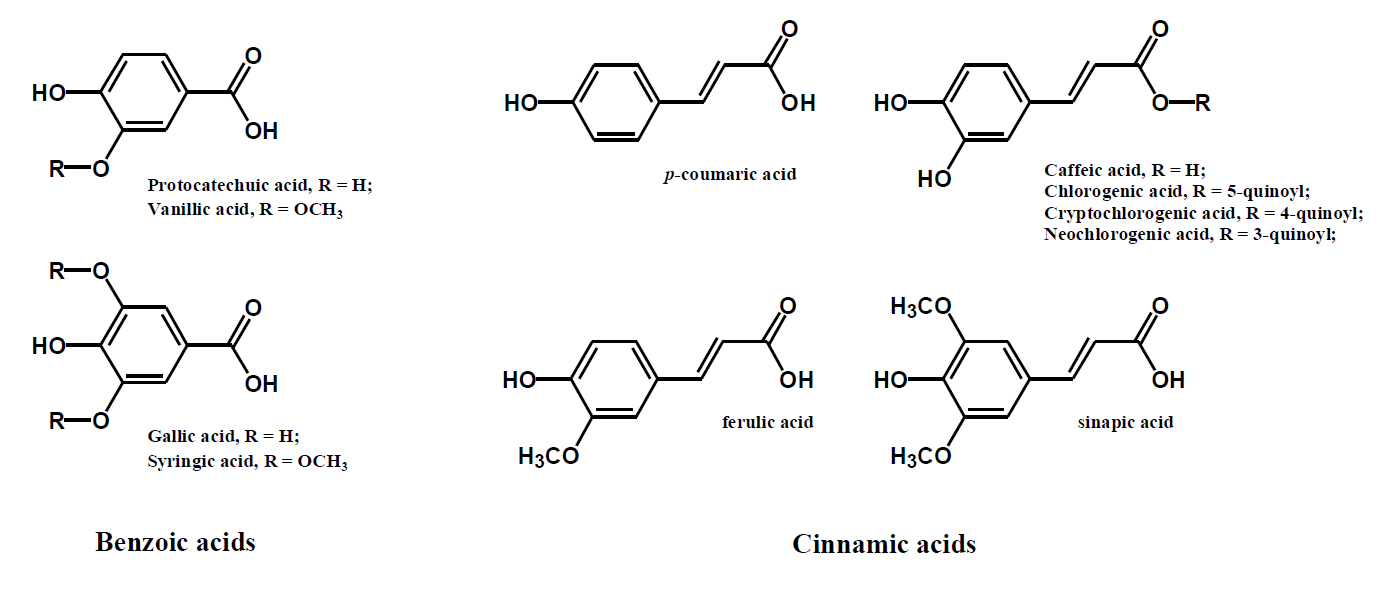 O
HO
OH
R
O
Protocatechuic acid, R = H;
Vanillic acid, R = OCH3
R
O
O
HO
OH
R
O
Gallic acid, R = H;
Syringic acid, R = OCH3
Benzoic acids
O
HO
OH
p-coumaric acid
O
HO
O
R
HO
Caffeic acid, R = H;
Chlorogenic acid, R = 5-quinoyl;
Cryptochlorogenic acid, R = 4-quinoyl;
Neochlorogenic acid, R = 3-quinoyl;
O
HO
OH
H3CO
ferulic acid
H3CO
O
HO
OH
H3CO
sinapic acid
Cinnamic acids